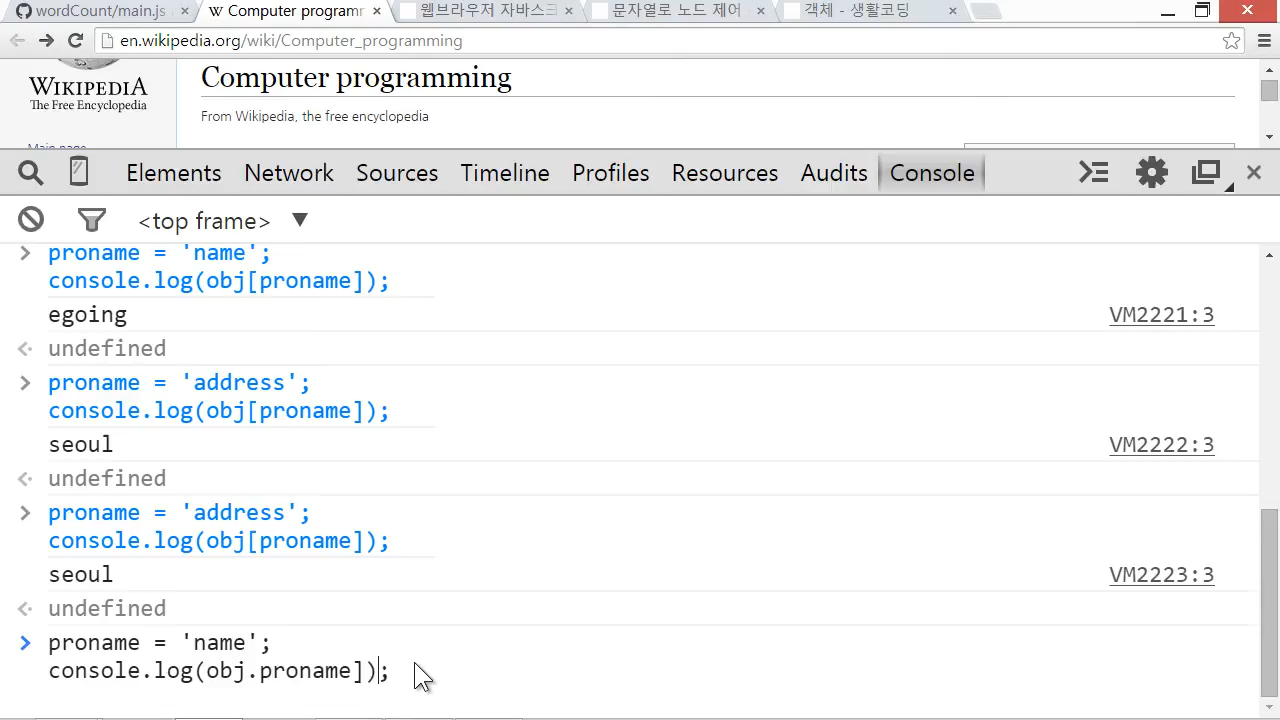 wordCount/main.js ×
W Computer programm ×
웹브라우저 자바스크 ×
문자열로 노드 제어 ×
객체 - 생활코딩 ×
en.wikipedia.org/wiki/Computer_programming
WIKIPEDIA
The Free Encyclopedia
Main page
Computer programming
From Wikipedia, the free encyclopedia
Elements Network Sources Timeline Profiles Resources Audits Console
<top frame> ▼
> proname = 'name';
console.log(obj[proname]);
egoing VM2221:3
undefined
> proname = 'address';
console.log(obj[proname]);
seoul VM2222:3
undefined
> proname = 'address';
console.log(obj[proname]);
seoul VM2223:3
undefined
> proname = 'name';
console.log(obj.proname]);